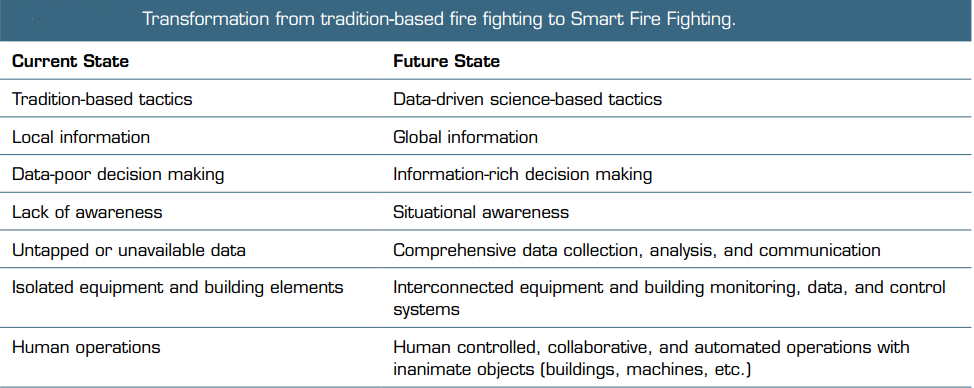 Transformation from tradition-based fire fighting to Smart Fire Fighting.
Current State Future State
Tradition-based tactics Data-driven science-based tactics
Local information Global information
Data-poor decision making Information-rich decision making
Lack of awareness Situational awareness
Untapped or unavailable data Comprehensive data collection, analysis, and communication
Isolated equipment and building elements Interconnected equipment and building monitoring, data, and control
systems
Human operations Human controlled, collaborative, and automated operations with
inanimate objects (buildings, machines, etc.)